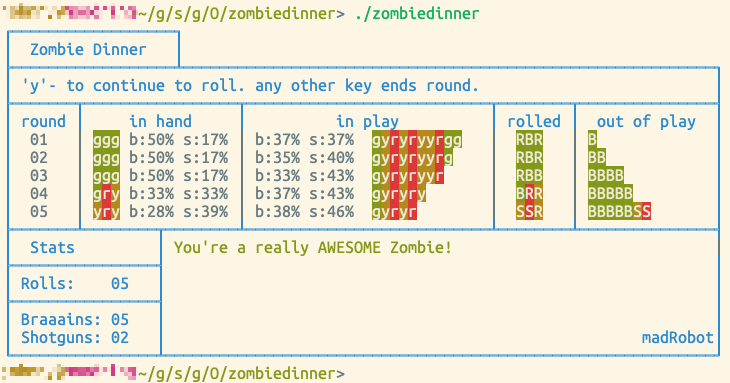 ~/g/s/g/O/zombiedinner> ./zombiedinner
Zombie Dinner
'y'- to continue to roll. any other key ends round.
round in hand in play rolled out of play
01 ggg b:50% s:17% b:37% s:37% gyryryyrgg RBR B
02 ggg b:50% s:17% b:35% s:40% gyryryyrg RBR BB
03 ggg b:50% s:17% b:33% s:43% gyryryyr RBB BBBB
04 gry b:33% s:33% b:37% s:43% gyryry BRR BBBBB
05 yry b:28% s:39% b:38% s:46% gyryr SSR BBBBBSS
Stats You're a really AWESOME Zombie!
Rolls: 05
Braaains: 05
Shotguns: 02 madRobot
~/g/s/g/O/zombiedinner>